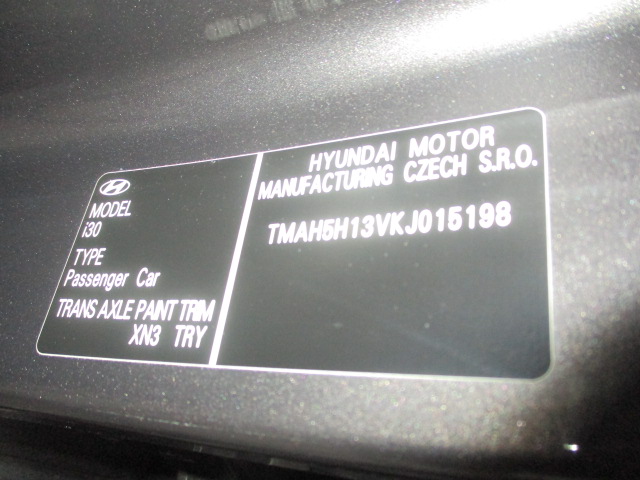 MODEL
i30
TYPE
Passenger Car
TRANS AXLE PAINT TRIM
XN3 TRY
HYUNDAI MOTOR
MANUFACTURING CZECH S.R.O.
TMAH5H13VKJ015198